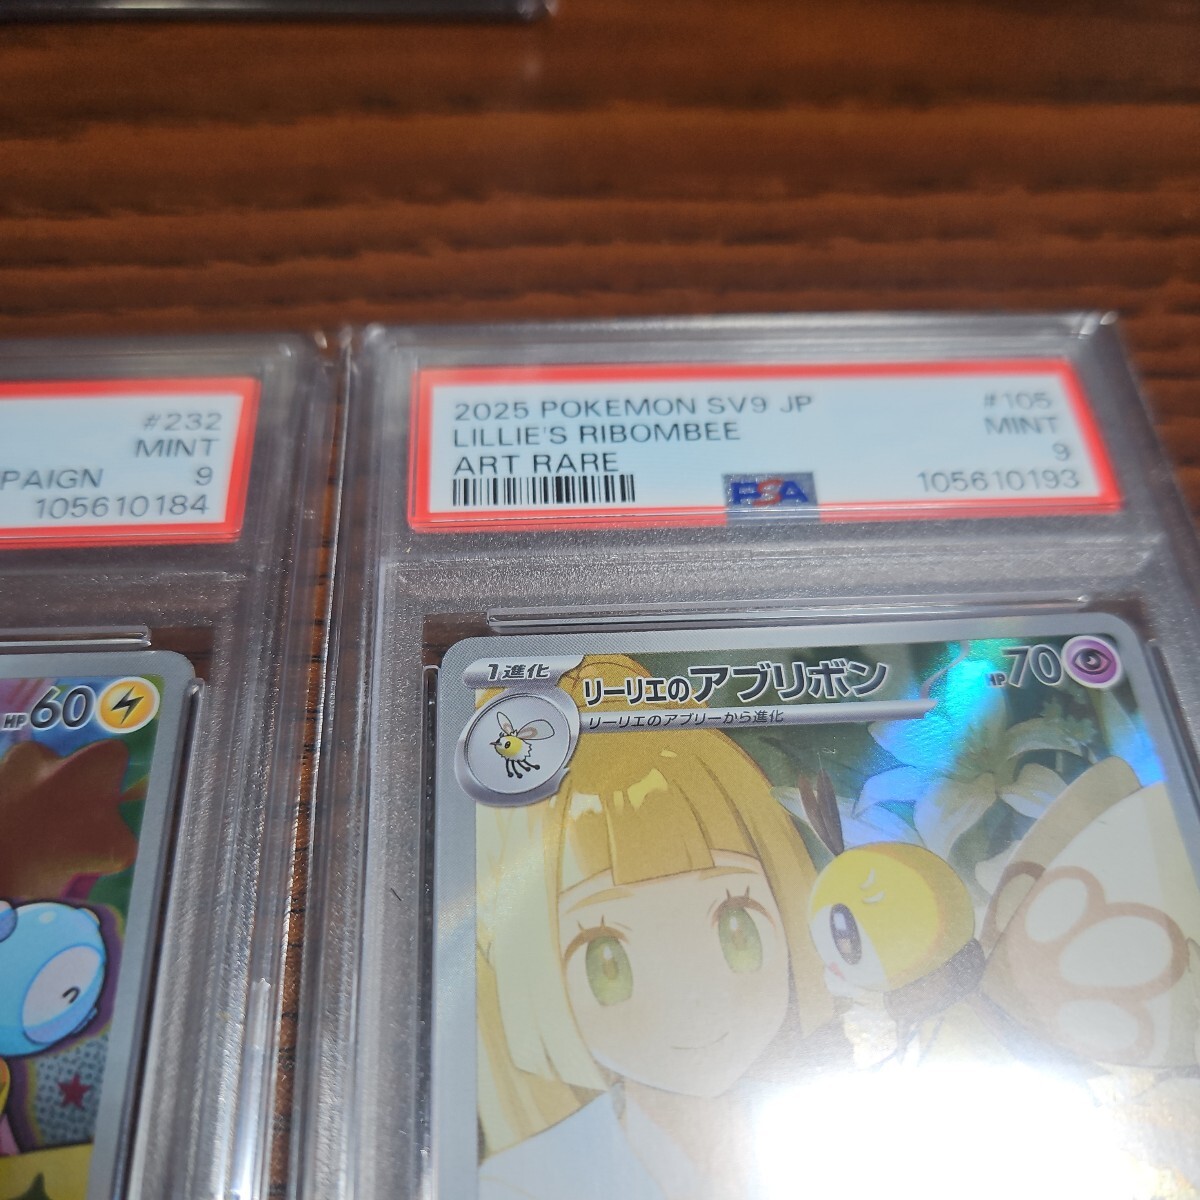 #232
MINT
PAIGN 9
105610184
HP60
2025 POKEMON SV9 JP #105
LILLIE'S RIBOMBEE MINT
ART RARE 9
PSA 105610193
1進化
リーリエのアブリボン HP70
リーリエのアブリーから進化